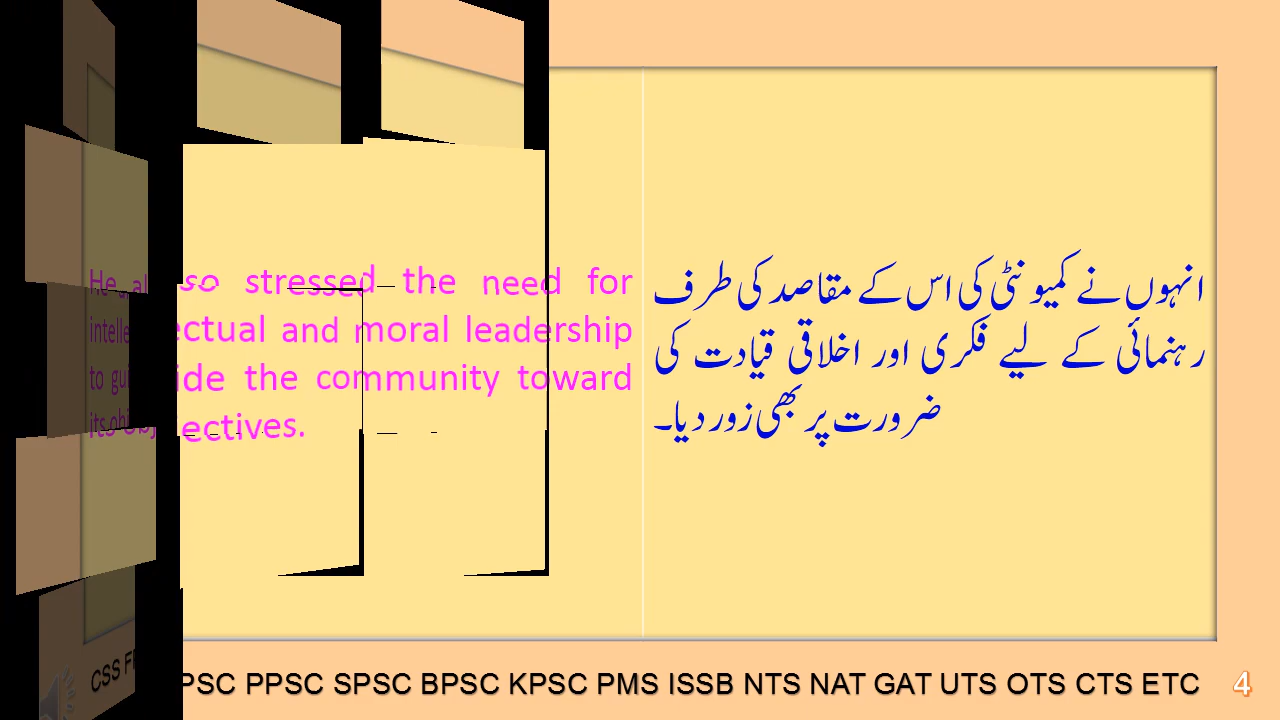 He also stressed the need for
intellectual and moral leadership
to guide the community toward
its objectives.
انہوں نے کمیونٹی کی اس کے مقاصد کی طرف
رہنمائی کے لیے فکری اور اخلاقی قیادت کی
ضرورت پر بھی زور دیا۔
CSS FPSC PPSC SPSC BPSC KPSC PMS ISSB NTS NAT GAT UTS OTS CTS ETC
4